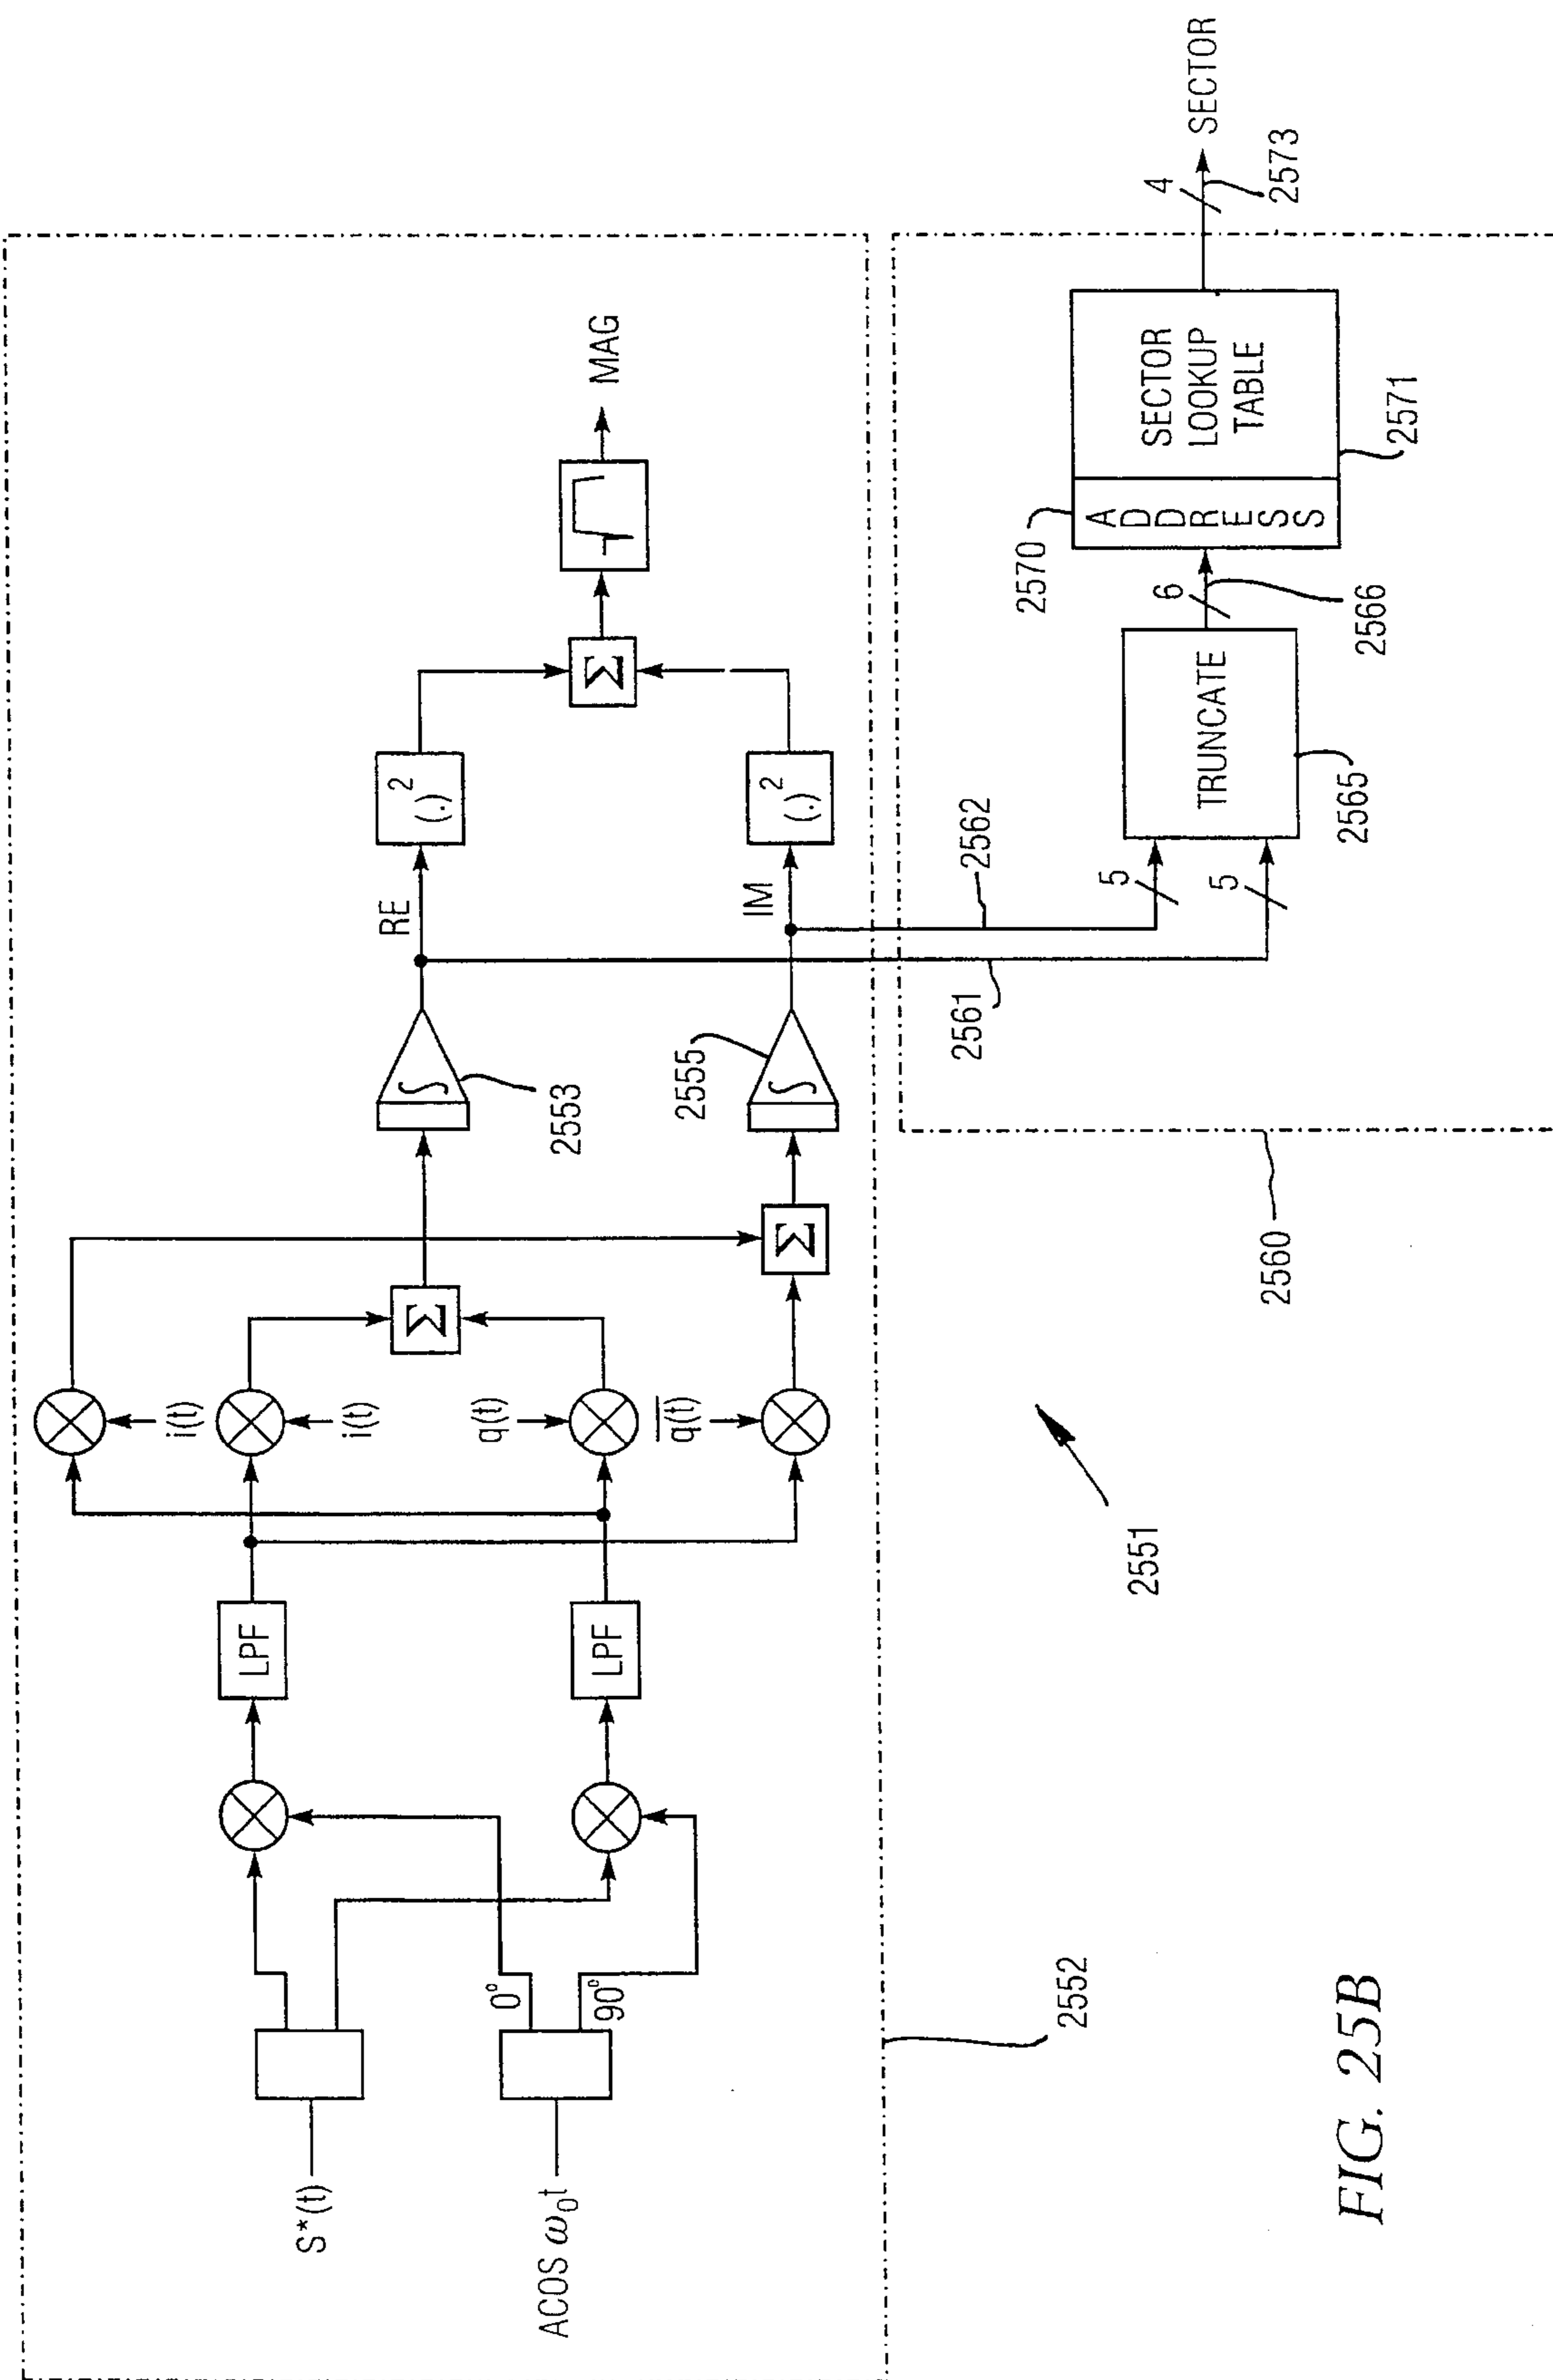 S*(t)
ACOS ω₀t
0°
90°
LPF
LPF
i(t)
i(t)
q(t)
q(t)
Σ
Σ
∫
2553
∫
2555
RE
IM
(.)²
(.)²
Σ
MAG
2552
2551
2560
2561
2562
5
5
TRUNCATE
2565
6
2566
2570
ADDRESS
SECTOR
LOOKUP
TABLE
2571
4
2573
SECTOR
FIG. 25B